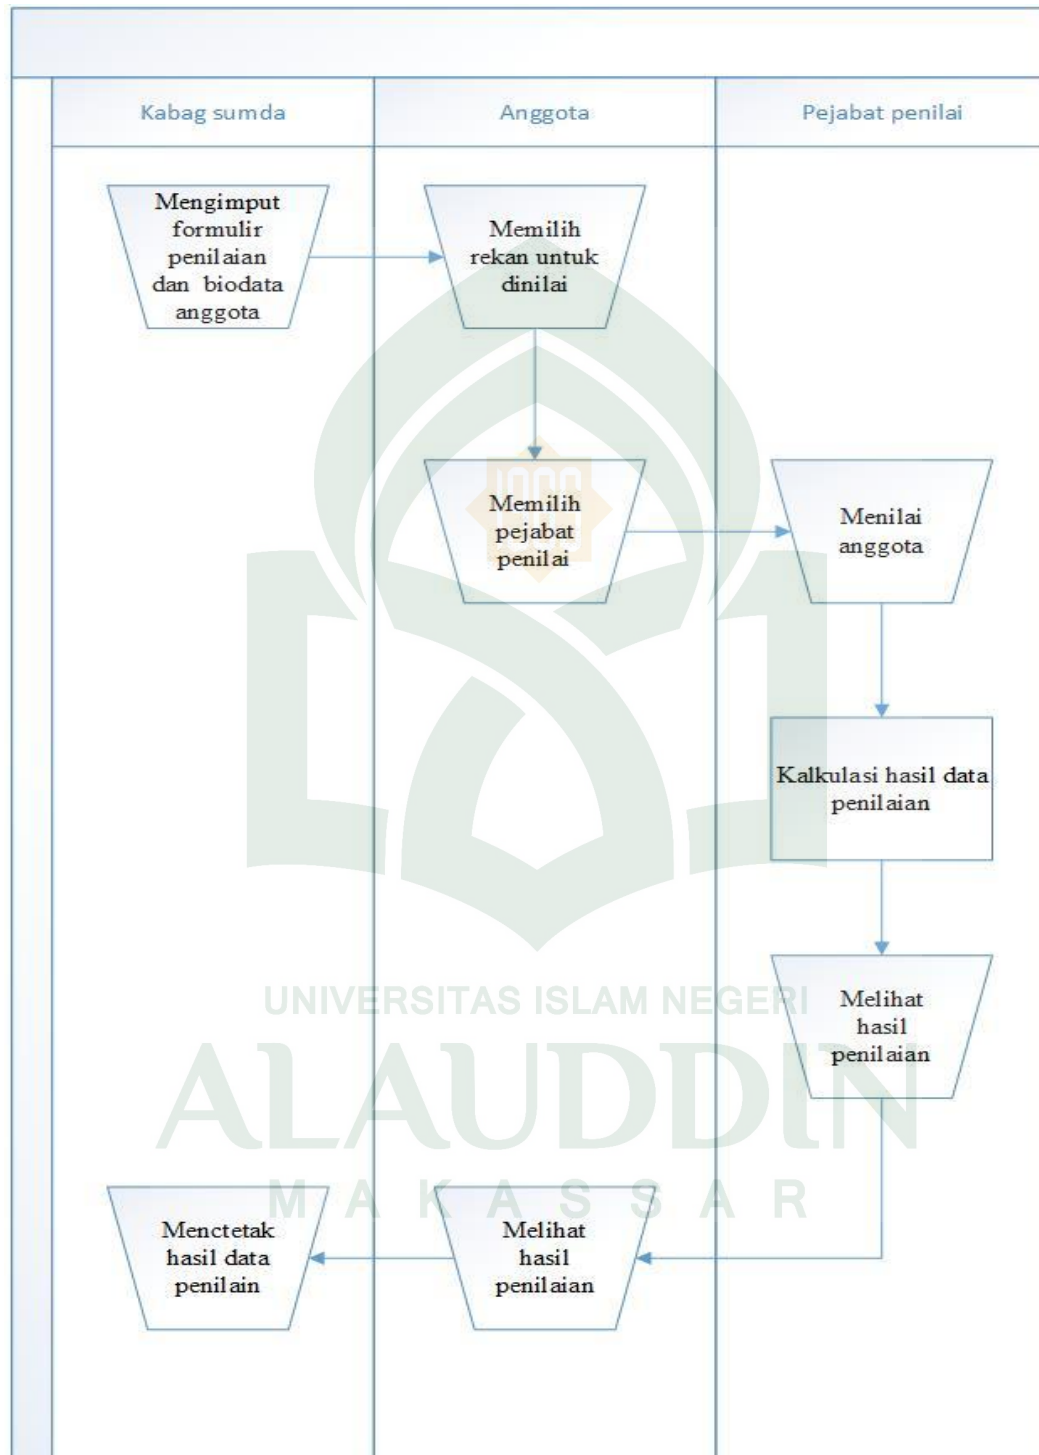 Kabag sumda
Anggota
Pejabat penilai
Mengimput
formulir
penilaian
dan biodata
anggota
Memilih
rekan untuk
dinilai
Memilih
pejabat
penilai
Menilai
anggota
Kalkulasi hasil data
penilaian
Melihat
hasil
penilaian
UNIVERSITAS ISLAM NEGERI
ALAUDDIN
MAKASSAR
Menctetak
hasil data
penilain
Melihat
hasil
penilaian